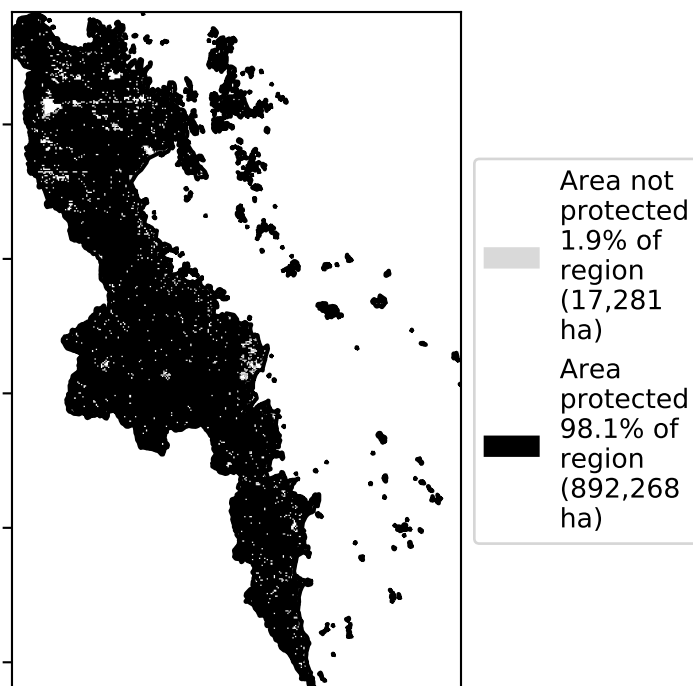 Area not
protected
1.9% of
region
(17,281
ha)
Area
protected
98.1% of
region
(892,268
ha)